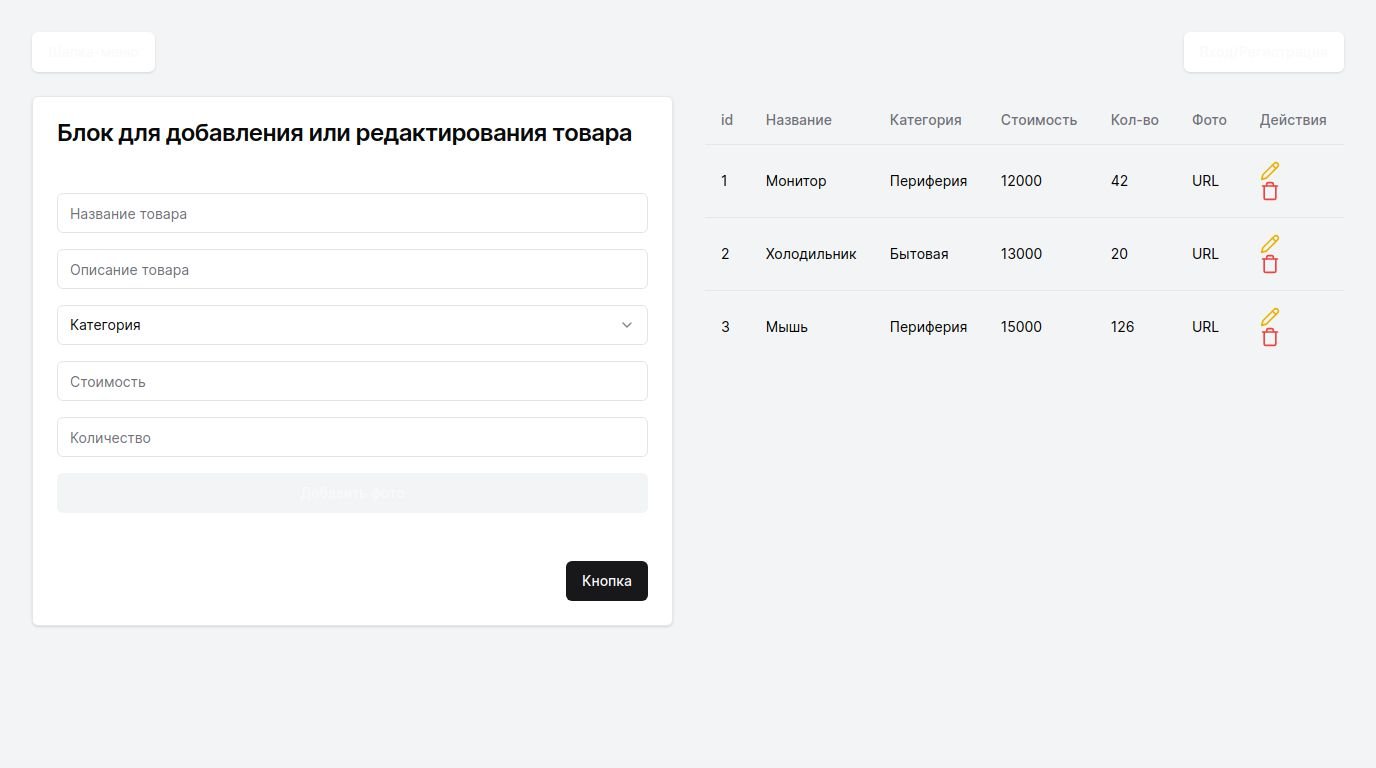 Шапка-меню
Вход/Регистрация
Блок для добавления или редактирования товара
Название товара
Описание товара
Категория
Стоимость
Количество
Добавить фото
Кнопка
id Название Категория Стоимость Кол-во Фото Действия
1 Монитор Периферия 12000 42 URL
2 Холодильник Бытовая 13000 20 URL
3 Мышь Периферия 15000 126 URL